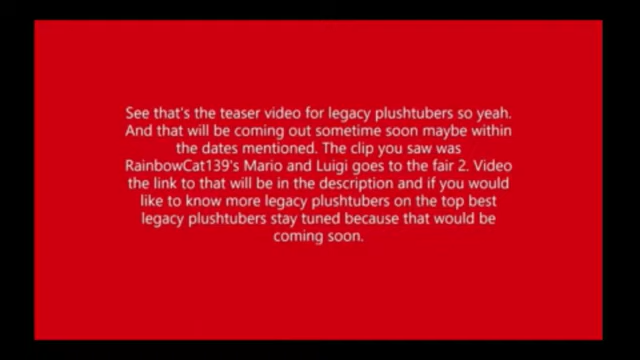 See that's the teaser video for legacy plushtubers so yeah.
And that will be coming out sometime soon maybe within
the dates mentioned. The clip you saw was
RainbowCat139's Mario and Luigi goes to the fair 2. Video
the link to that will be in the description and if you would
like to know more legacy plushtubers on the top best
legacy plushtubers stay tuned because that would be
coming soon.